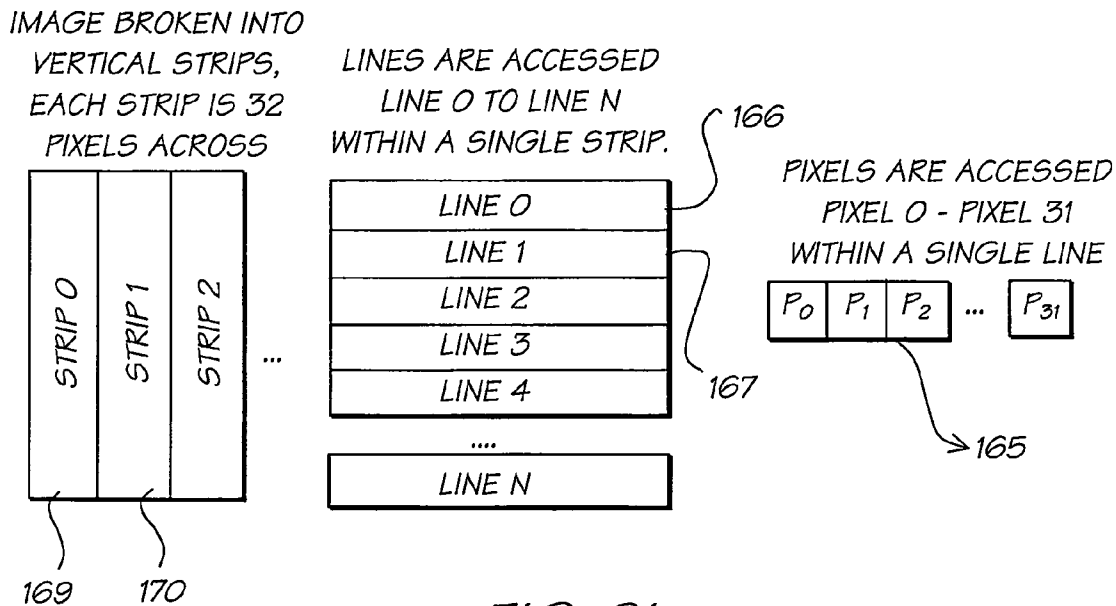 IMAGE BROKEN INTO
VERTICAL STRIPS,
EACH STRIP IS 32
PIXELS ACROSS
STRIP 0
STRIP 1
STRIP 2
...
169
170
LINES ARE ACCESSED
LINE 0 TO LINE N
WITHIN A SINGLE STRIP.
LINE 0
LINE 1
LINE 2
LINE 3
LINE 4
....
LINE N
166
167
PIXELS ARE ACCESSED
PIXEL 0 - PIXEL 31
WITHIN A SINGLE LINE
P0 P1 P2 ... P31
165